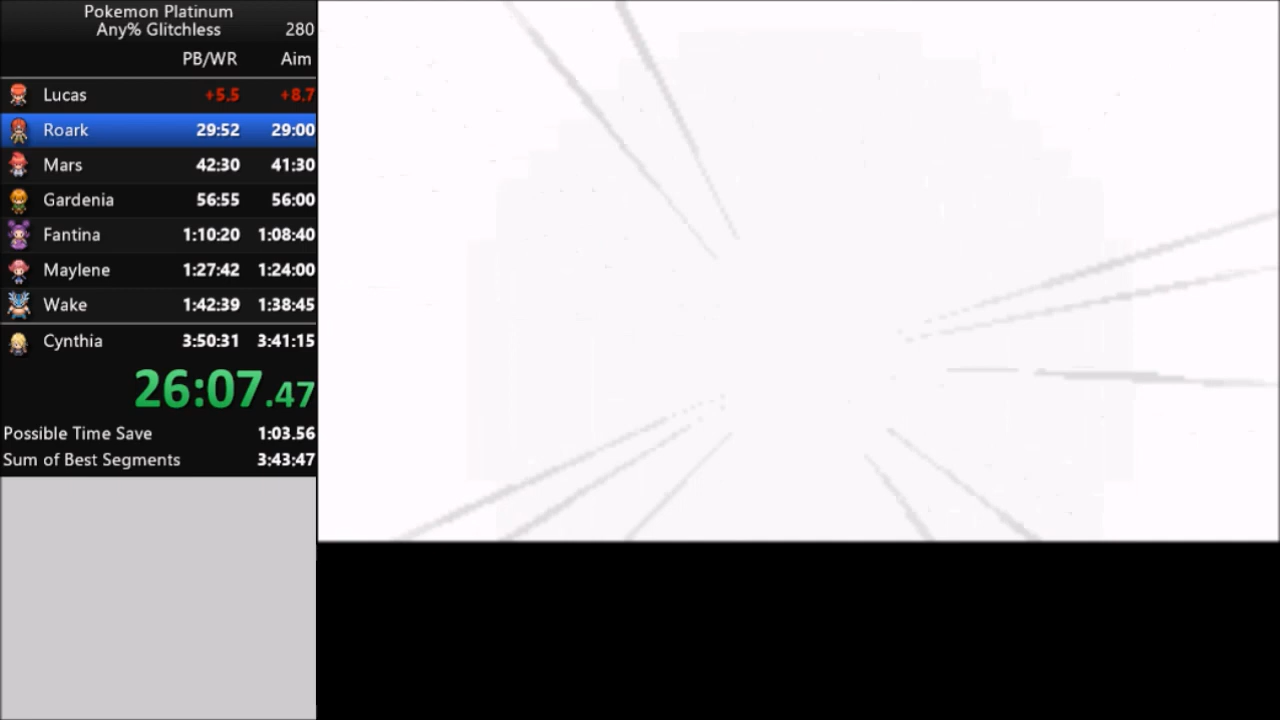 Pokemon Platinum
Any% Glitchless 280
PB/WR Aim
Lucas +5.5 +8.7
Roark 29:52 29:00
Mars 42:30 41:30
Gardenia 56:55 56:00
Fantina 1:10:20 1:08:40
Maylene 1:27:42 1:24:00
Wake 1:42:39 1:38:45
Cynthia 3:50:31 3:41:15
26:07.47
Possible Time Save 1:03.56
Sum of Best Segments 3:43:47